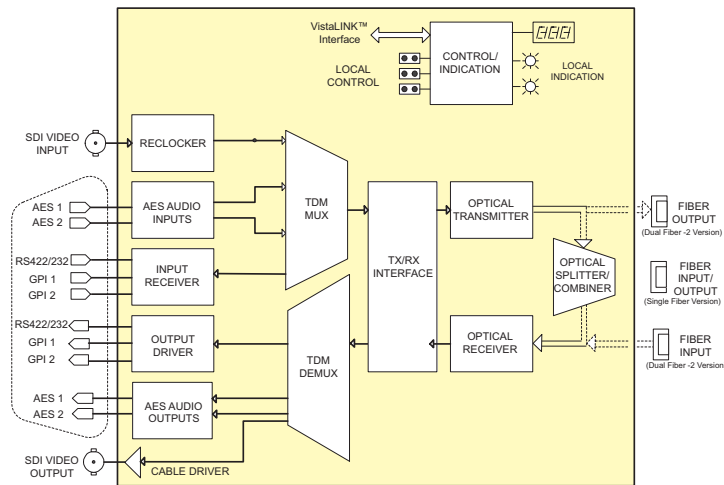 VistaLINK™
Interface
LOCAL
CONTROL
CONTROL/
INDICATION
LOCAL
INDICATION
SDI VIDEO
INPUT
RECLOCKER
AES 1
AES 2
AES AUDIO
INPUTS
TDM
MUX
RS422/232
GPI 1
GPI 2
INPUT
RECEIVER
TX/RX
INTERFACE
OPTICAL
TRANSMITTER
FIBER
OUTPUT
(Dual Fiber -2 Version)
OPTICAL
SPLITTER/
COMBINER
FIBER
INPUT/
OUTPUT
(Single Fiber Version)
RS422/232
GPI 1
GPI 2
OUTPUT
DRIVER
TDM
DEMUX
OPTICAL
RECEIVER
FIBER
INPUT
(Dual Fiber -2 Version
AES 1
AES 2
AES AUDIO
OUTPUTS
SDI VIDEO
OUTPUT
CABLE DRIVER